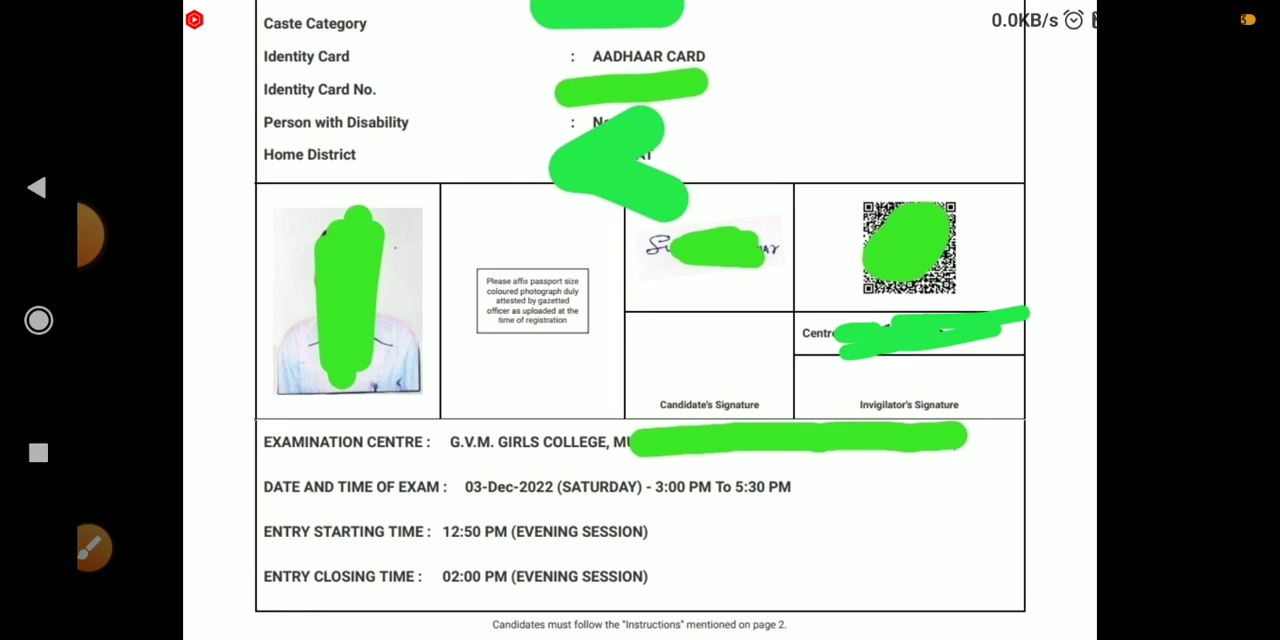 0.0KB/s
Caste Category
Identity Card : AADHAAR CARD
Identity Card No.
Person with Disability :
Home District
Please affix passport size
coloured photograph duly
attested by gazetted
officer as uploaded at the
time of registration
Candidate's Signature
Invigilator's Signature
EXAMINATION CENTRE : G.V.M. GIRLS COLLEGE,
DATE AND TIME OF EXAM : 03-Dec-2022 (SATURDAY) - 3:00 PM To 5:30 PM
ENTRY STARTING TIME : 12:50 PM (EVENING SESSION)
ENTRY CLOSING TIME : 02:00 PM (EVENING SESSION)
Candidates must follow the "Instructions" mentioned on page 2.